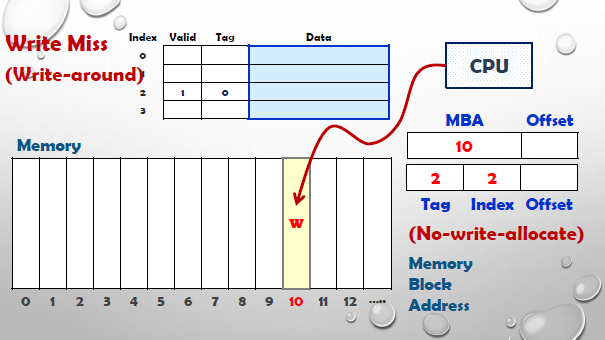 Write Miss
(Write-around)
Index Valid Tag Data
0
1
2 1 0
3
CPU
MBA Offset
10
2 2
Tag Index Offset
(No-write-allocate)
Memory
Block
Address
Memory
W
0 1 2 3 4 5 6 7 8 9 10 11 12 .....